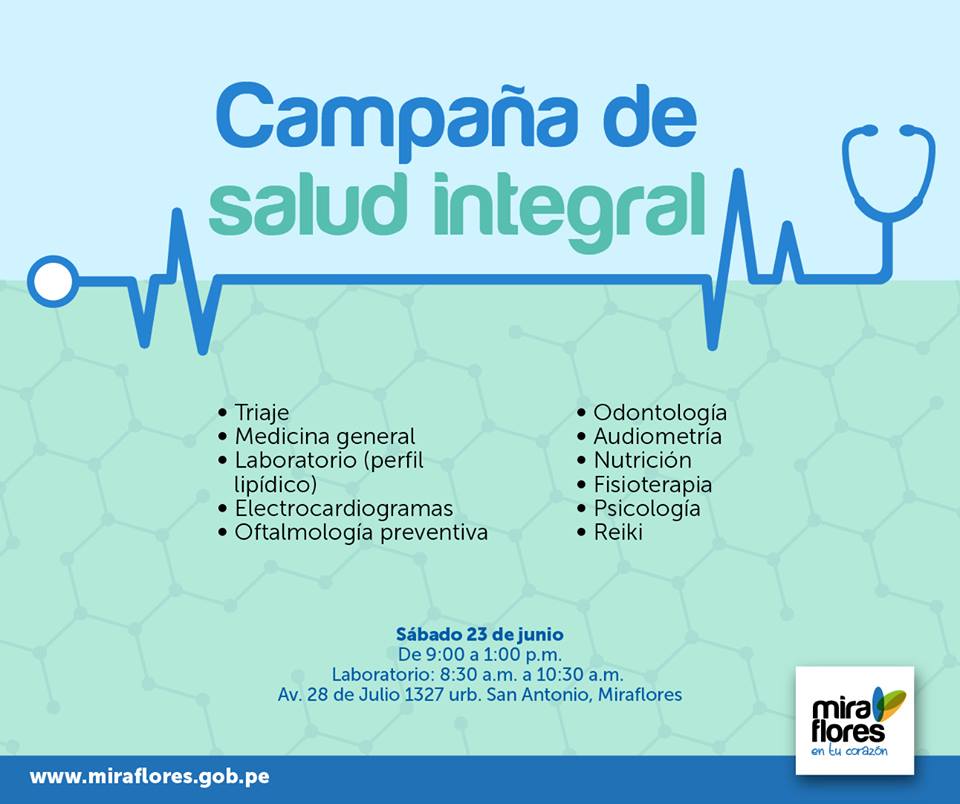 Campaña de
salud integral
• Triaje
• Medicina general
• Laboratorio (perfil
lipídico)
• Electrocardiogramas
• Oftalmología preventiva
• Odontología
• Audiometría
• Nutrición
• Fisioterapia
• Psicología
• Reiki
Sábado 23 de junio
De 9:00 a 1:00 p.m.
Laboratorio: 8:30 a.m. a 10:30 a.m.
Av. 28 de Julio 1327 urb. San Antonio, Miraflores
mira
flores
en tu corazón
www.miraflores.gob.pe